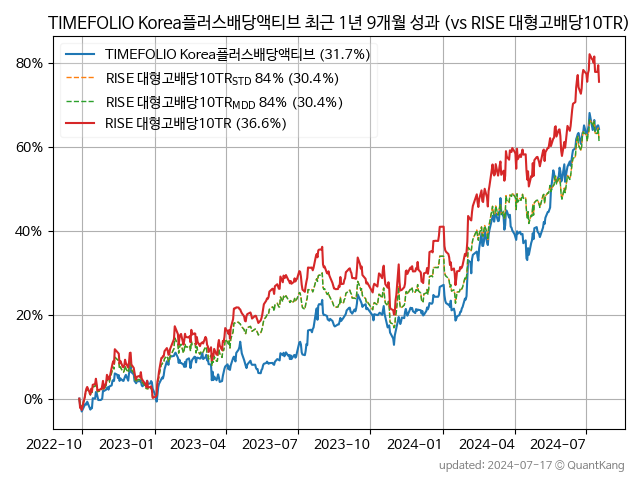 TIMEFOLIO Korea플러스배당액티브 최근 1년 9개월 성과 (vs RISE 대형고배당10TR)
TIMEFOLIO Korea플러스배당액티브 (31.7%)
RISE 대형고배당10TR_STD 84% (30.4%)
RISE 대형고배당10TR_MDD 84% (30.4%)
RISE 대형고배당10TR (36.6%)
80%
60%
40%
20%
0%
2022-10 2023-01 2023-04 2023-07 2023-10 2024-01 2024-04 2024-07
updated: 2024-07-17 © QuantKang